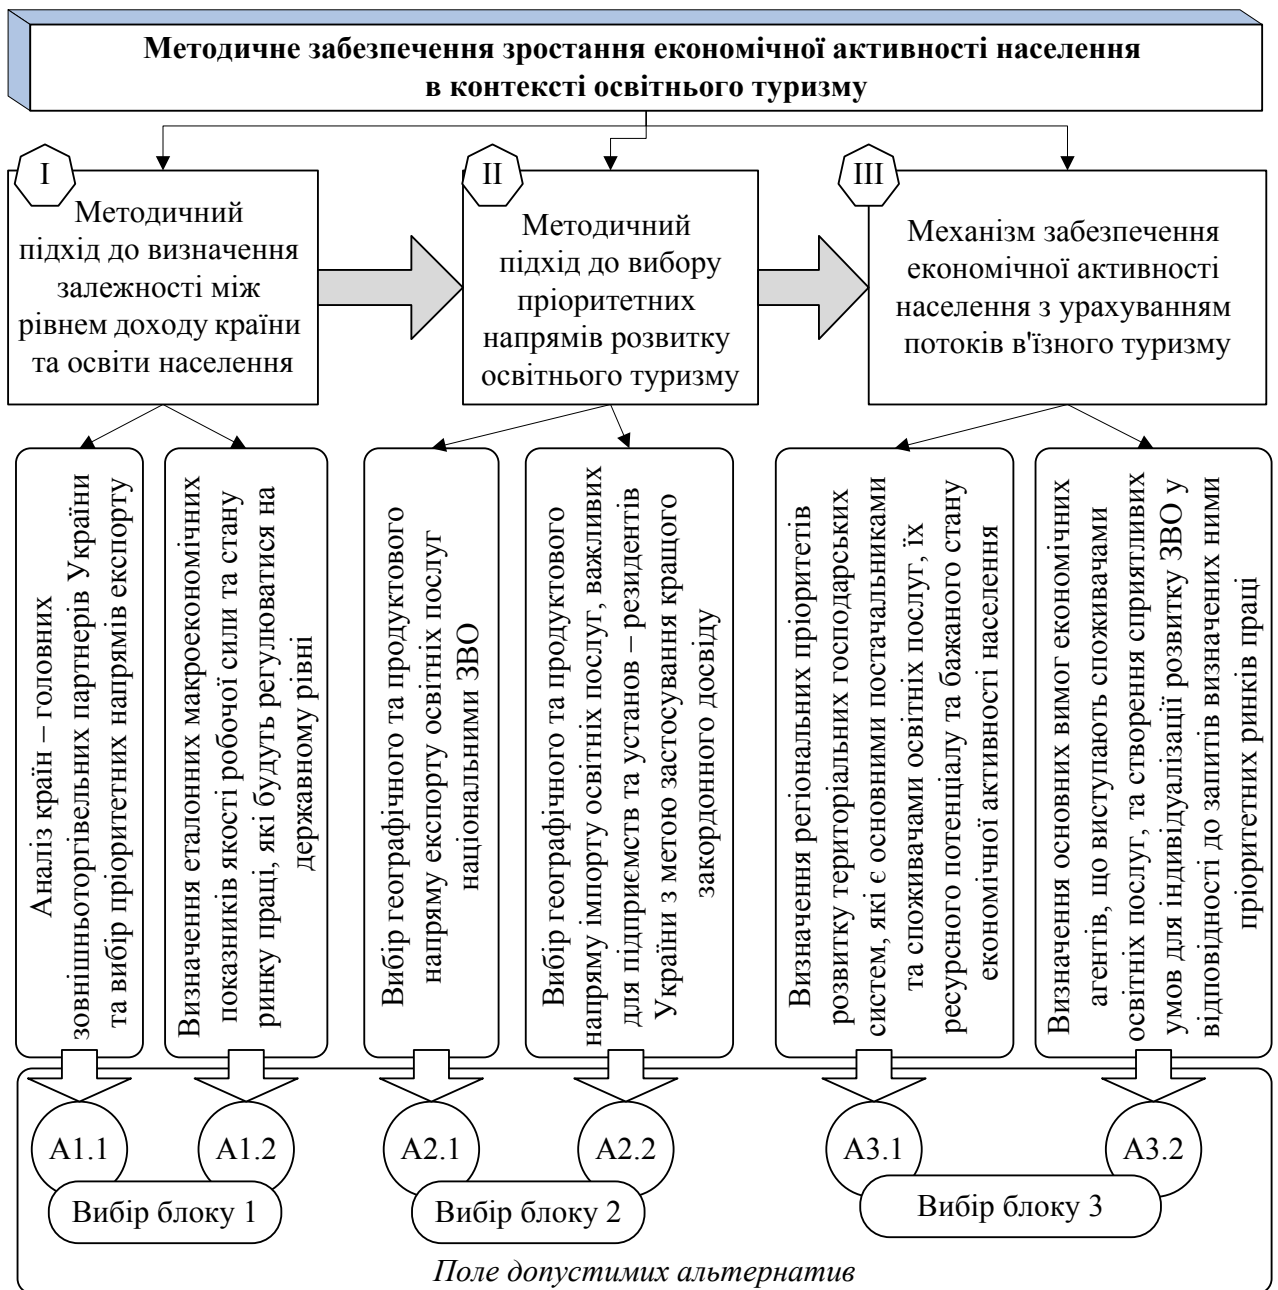 Методичне забезпечення зростання економічної активності населення
в контексті освітнього туризму
I
Методичний
підхід до визначення
залежності між
рівнем доходу країни
та освіти населення
II
Методичний
підхід до вибору
пріоритетних
напрямів розвитку
освітнього туризму
III
Механізм забезпечення
економічної активності
населення з урахуванням
потоків в'їзного туризму
Аналіз країн – головних
зовнішньоторгівельних партнерів України
та вибір пріоритетних напрямів експорту
Визначення еталонних макроекономічних
показників якості робочої сили та стану
ринку праці, які будуть регулюватися на
державному рівні
Вибір географічного та продуктового
напряму експорту освітніх послуг
національними ЗВО
Вибір географічного та продуктового
напряму імпорту освітніх послуг, важливих
для підприємств та установ – резидентів
України з метою застосування кращого
закордонного досвіду
Визначення регіональних пріоритетів
розвитку територіальних господарських
систем, які є основними постачальниками
та споживачами освітніх послуг, їх
ресурсного потенціалу та бажаного стану
економічної активності населення
Визначення основних вимог економічних
агентів, що виступають споживачами
освітніх послуг, та створення сприятливих
умов для індивідуалізації розвитку ЗВО у
відповідності до запитів визначених ними
пріоритетних ринків праці
А1.1
А1.2
А2.1
А2.2
А3.1
А3.2
Вибір блоку 1
Вибір блоку 2
Вибір блоку 3
Поле допустимих альтернатив